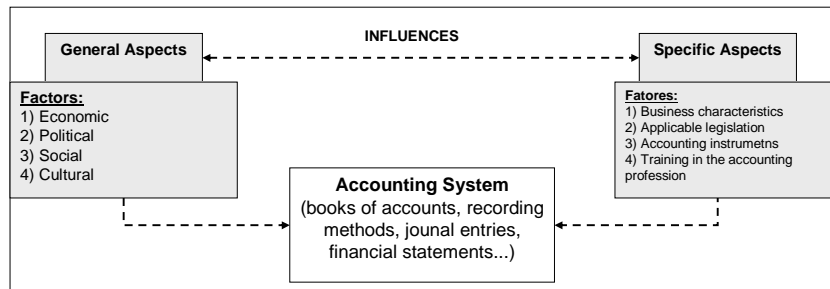 INFLUENCES
General Aspects
Factors:
1) Economic
2) Political
3) Social
4) Cultural
Specific Aspects
Fatores:
1) Business characteristics
2) Applicable legislation
3) Accounting instrumetns
4) Training in the accounting
profession
Accounting System
(books of accounts, recording
methods, jounal entries,
financial statements...)